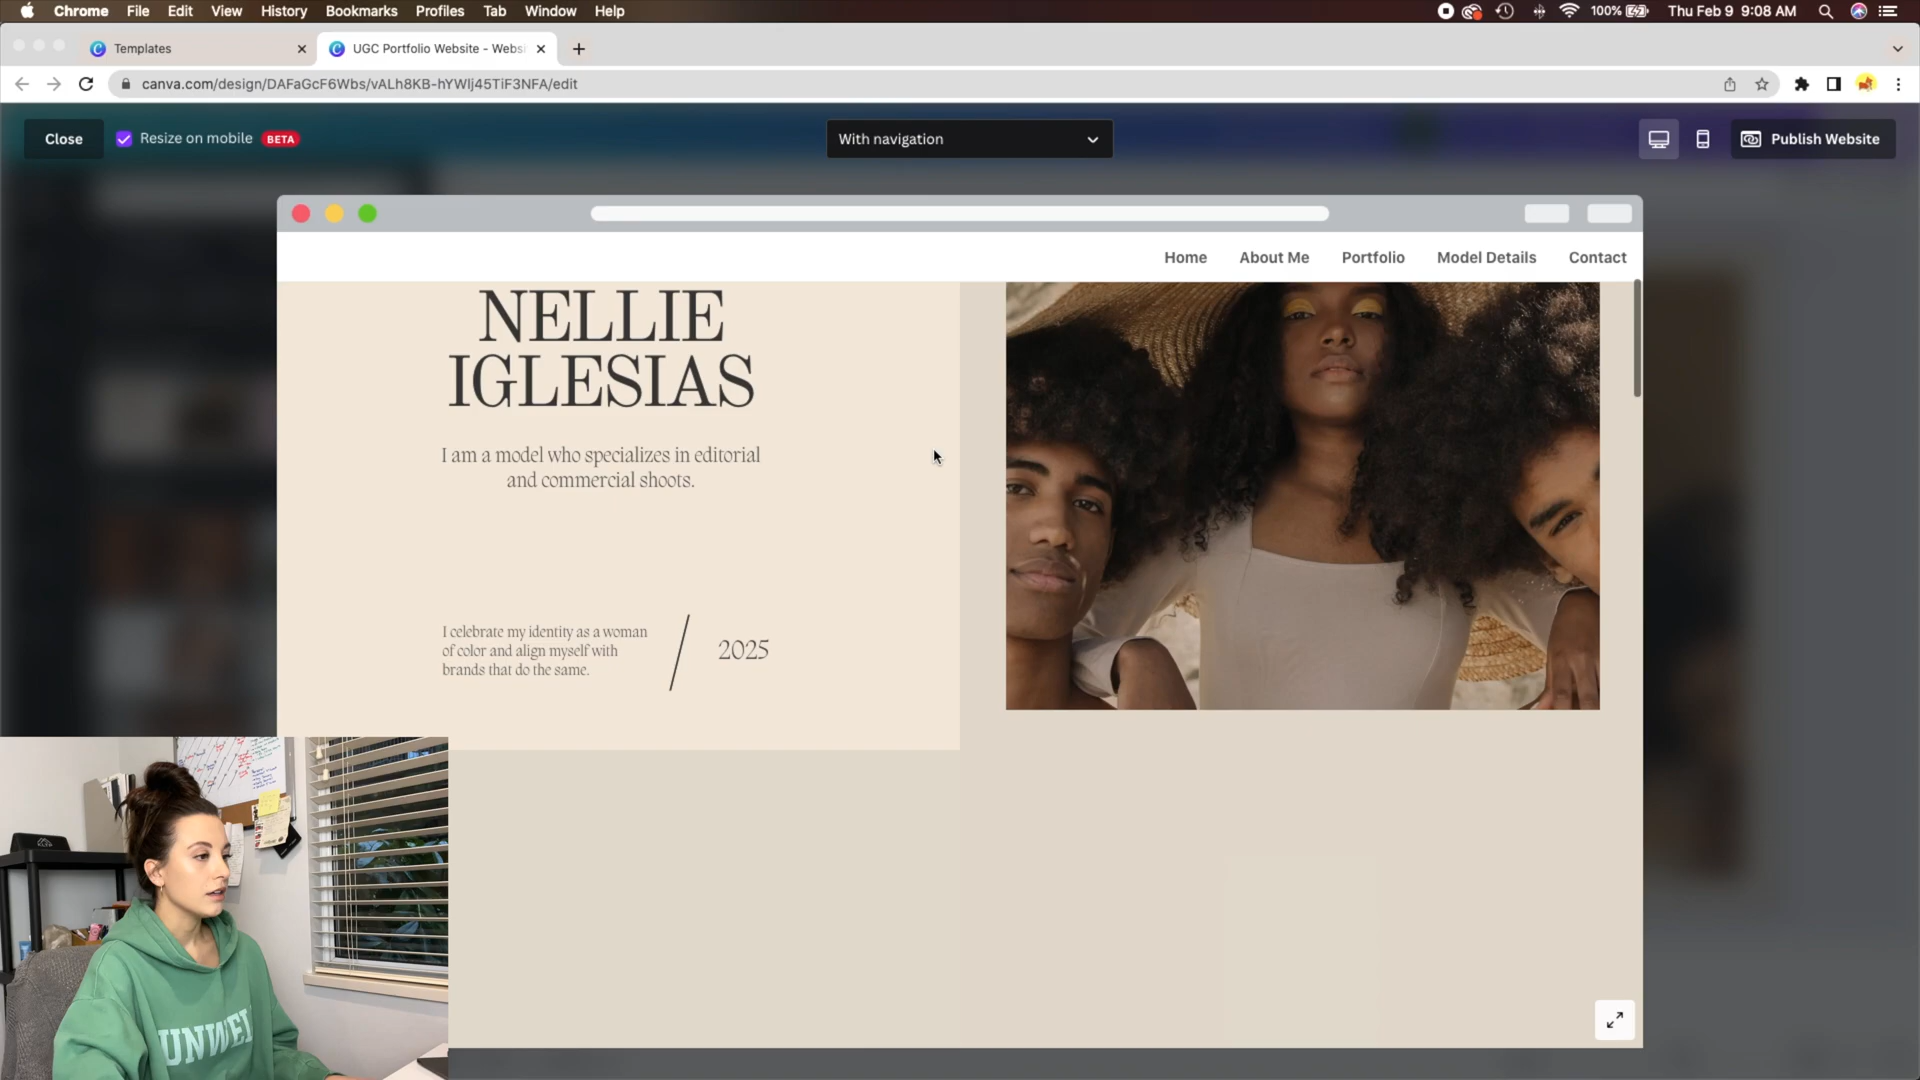 Chrome File Edit View History Bookmarks Profiles Tab Window Help 100% Thu Feb 9 9:08 AM
Templates UGC Portfolio Website - Websi
canva.com/design/DAFaGcF6Wbs/vALh8KB-hYWlj45TiF3NFA/edit
Close Resize on mobile BETA With navigation Publish Website
Home About Me Portfolio Model Details Contact
NELLIE
IGLESIAS
I am a model who specializes in editorial
and commercial shoots.
I celebrate my identity as a woman
of color and align myself with
brands that do the same.
2025